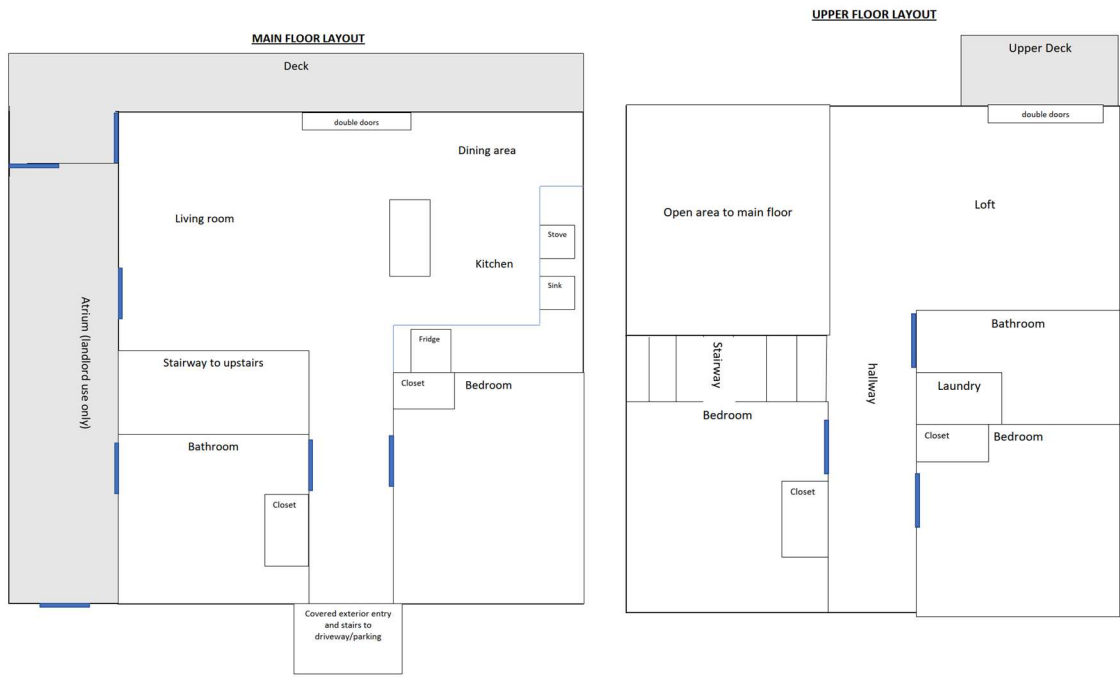 MAIN FLOOR LAYOUT
Deck
double doors
Dining area
Living room
Stove
Kitchen
Sink
Atrium (landlord use only)
Fridge
Stairway to upstairs
Closet
Bedroom
Bathroom
Closet
Covered exterior entry
and stairs to
driveway/parking
UPPER FLOOR LAYOUT
Upper Deck
double doors
Open area to main floor
Loft
Bathroom
Stairway
hallway
Laundry
Bedroom
Closet
Bedroom
Closet